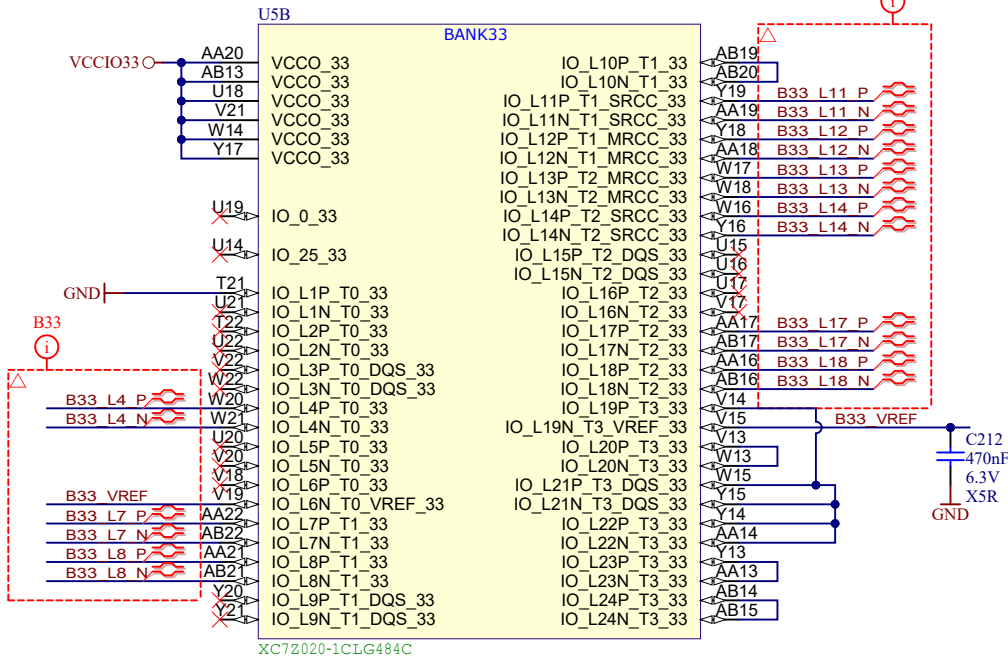 U5B
BANK33
VCCIO33
AA20 VCCO_33
AB13 VCCO_33
U18 VCCO_33
V21 VCCO_33
W14 VCCO_33
Y17 VCCO_33
U19 IO_0_33
U14 IO_25_33
GND T21 IO_L1P_T0_33
U21 IO_L1N_T0_33
T22 IO_L2P_T0_33
U22 IO_L2N_T0_33
V22 IO_L3P_T0_DQS_33
W22 IO_L3N_T0_DQS_33
B33
i
B33_L4_P W20 IO_L4P_T0_33
B33_L4_N W21 IO_L4N_T0_33
U20 IO_L5P_T0_33
V20 IO_L5N_T0_33
V18 IO_L6P_T0_33
B33_VREF V19 IO_L6N_T0_VREF_33
B33_L7_P AA22 IO_L7P_T1_33
B33_L7_N AB22 IO_L7N_T1_33
B33_L8_P AA21 IO_L8P_T1_33
B33_L8_N AB21 IO_L8N_T1_33
Y20 IO_L9P_T1_DQS_33
Y21 IO_L9N_T1_DQS_33
i
IO_L10P_T1_33 AB19
IO_L10N_T1_33 AB20
IO_L11P_T1_SRCC_33 Y19 B33_L11_P
IO_L11N_T1_SRCC_33 AA19 B33_L11_N
IO_L12P_T1_MRCC_33 Y18 B33_L12_P
IO_L12N_T1_MRCC_33 AA18 B33_L12_N
IO_L13P_T2_MRCC_33 W17 B33_L13_P
IO_L13N_T2_MRCC_33 W18 B33_L13_N
IO_L14P_T2_SRCC_33 W16 B33_L14_P
IO_L14N_T2_SRCC_33 Y16 B33_L14_N
IO_L15P_T2_DQS_33 U15
IO_L15N_T2_DQS_33 U16
IO_L16P_T2_33 U17
IO_L16N_T2_33 V17
IO_L17P_T2_33 AA17 B33_L17_P
IO_L17N_T2_33 AB17 B33_L17_N
IO_L18P_T2_33 AA16 B33_L18_P
IO_L18N_T2_33 AB16 B33_L18_N
IO_L19P_T3_33 V14
IO_L19N_T3_VREF_33 V15 B33_VREF
IO_L20P_T3_33 V13
IO_L20N_T3_33 W13
IO_L21P_T3_DQS_33 W15
IO_L21N_T3_DQS_33 Y15
IO_L22P_T3_33 Y14
IO_L22N_T3_33 AA14
IO_L23P_T3_33 Y13
IO_L23N_T3_33 AA13
IO_L24P_T3_33 AB14
IO_L24N_T3_33 AB15
C212
470nF
6.3V
X5R
GND
XC7Z020-1CLG484C